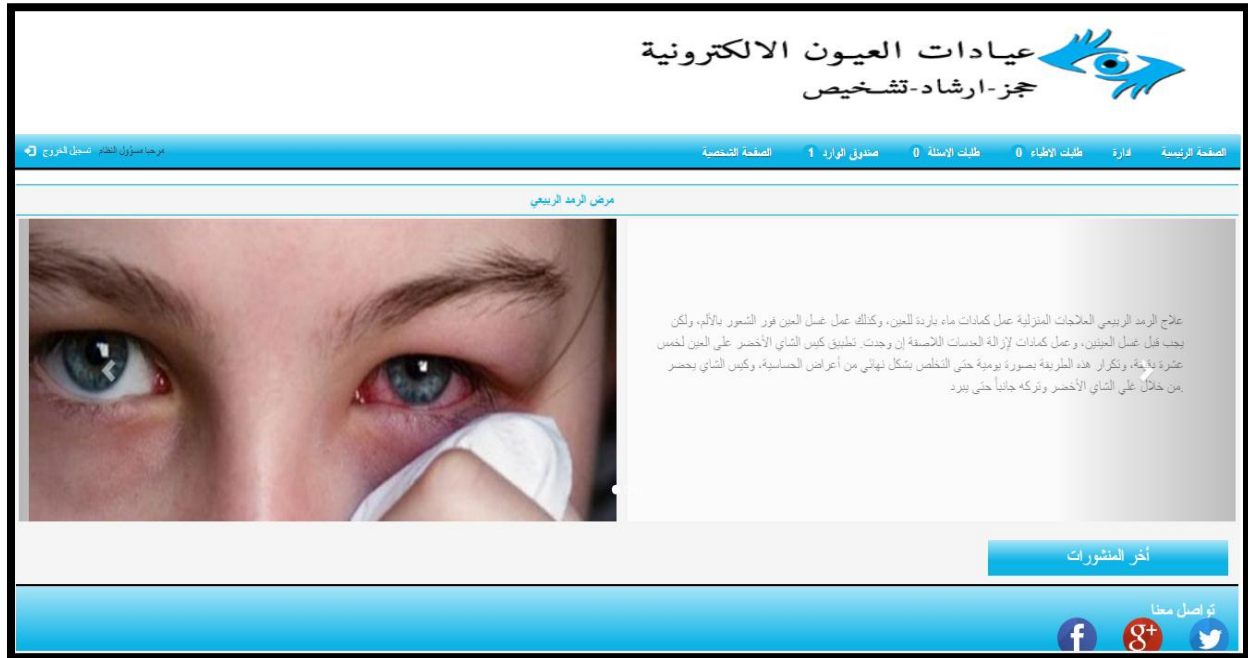 عيادات العيون الالكترونية
حجز-ارشاد-تشخيص
الصفحة الرئيسية ادارة طلبات الاطباء 0 طلبات الاسئلة 0 صندوق الوارد 1 الصفحة الشخصية مرحبا مسؤول النظام تسجيل الخروج
مرض الرمد الربيعي
علاج الرمد الربيعي العلاجات المنزلية عمل كمادات ماء باردة للعين، وكذلك عمل غسل العين فور الشعور بالألم، ولكن
يجب قبل غسل العينين، وعمل كمادات لإزالة العدسات اللاصقة إن وجدت. تطبيق كيس الشاي الأخضر على العين لخمس
عشرة دقيقة، وتكرار هذه الطريقة بصورة يومية حتى التخلص بشكل نهائي من أعراض الحساسية، وكيس الشاي يحضر
.من خلال غلي الشاي الأخضر وتركه جانباً حتى يبرد
أخر المنشورات
تواصل معنا
f g+